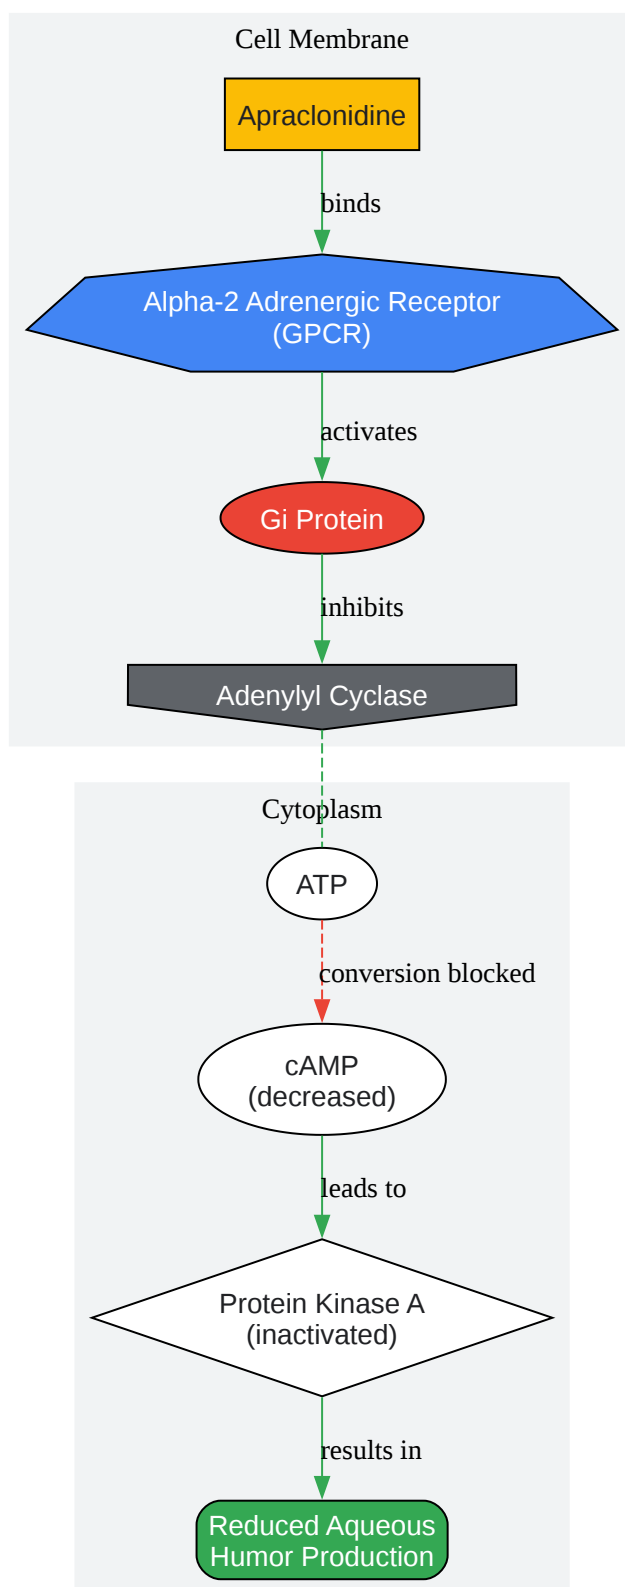 Cell Membrane
Apraclonidine
binds
Alpha-2 Adrenergic Receptor
(GPCR)
activates
Gi Protein
inhibits
Adenylyl Cyclase
Cytoplasm
ATP
conversion blocked
cAMP
(decreased)
leads to
Protein Kinase A
(inactivated)
results in
Reduced Aqueous
Humor Production